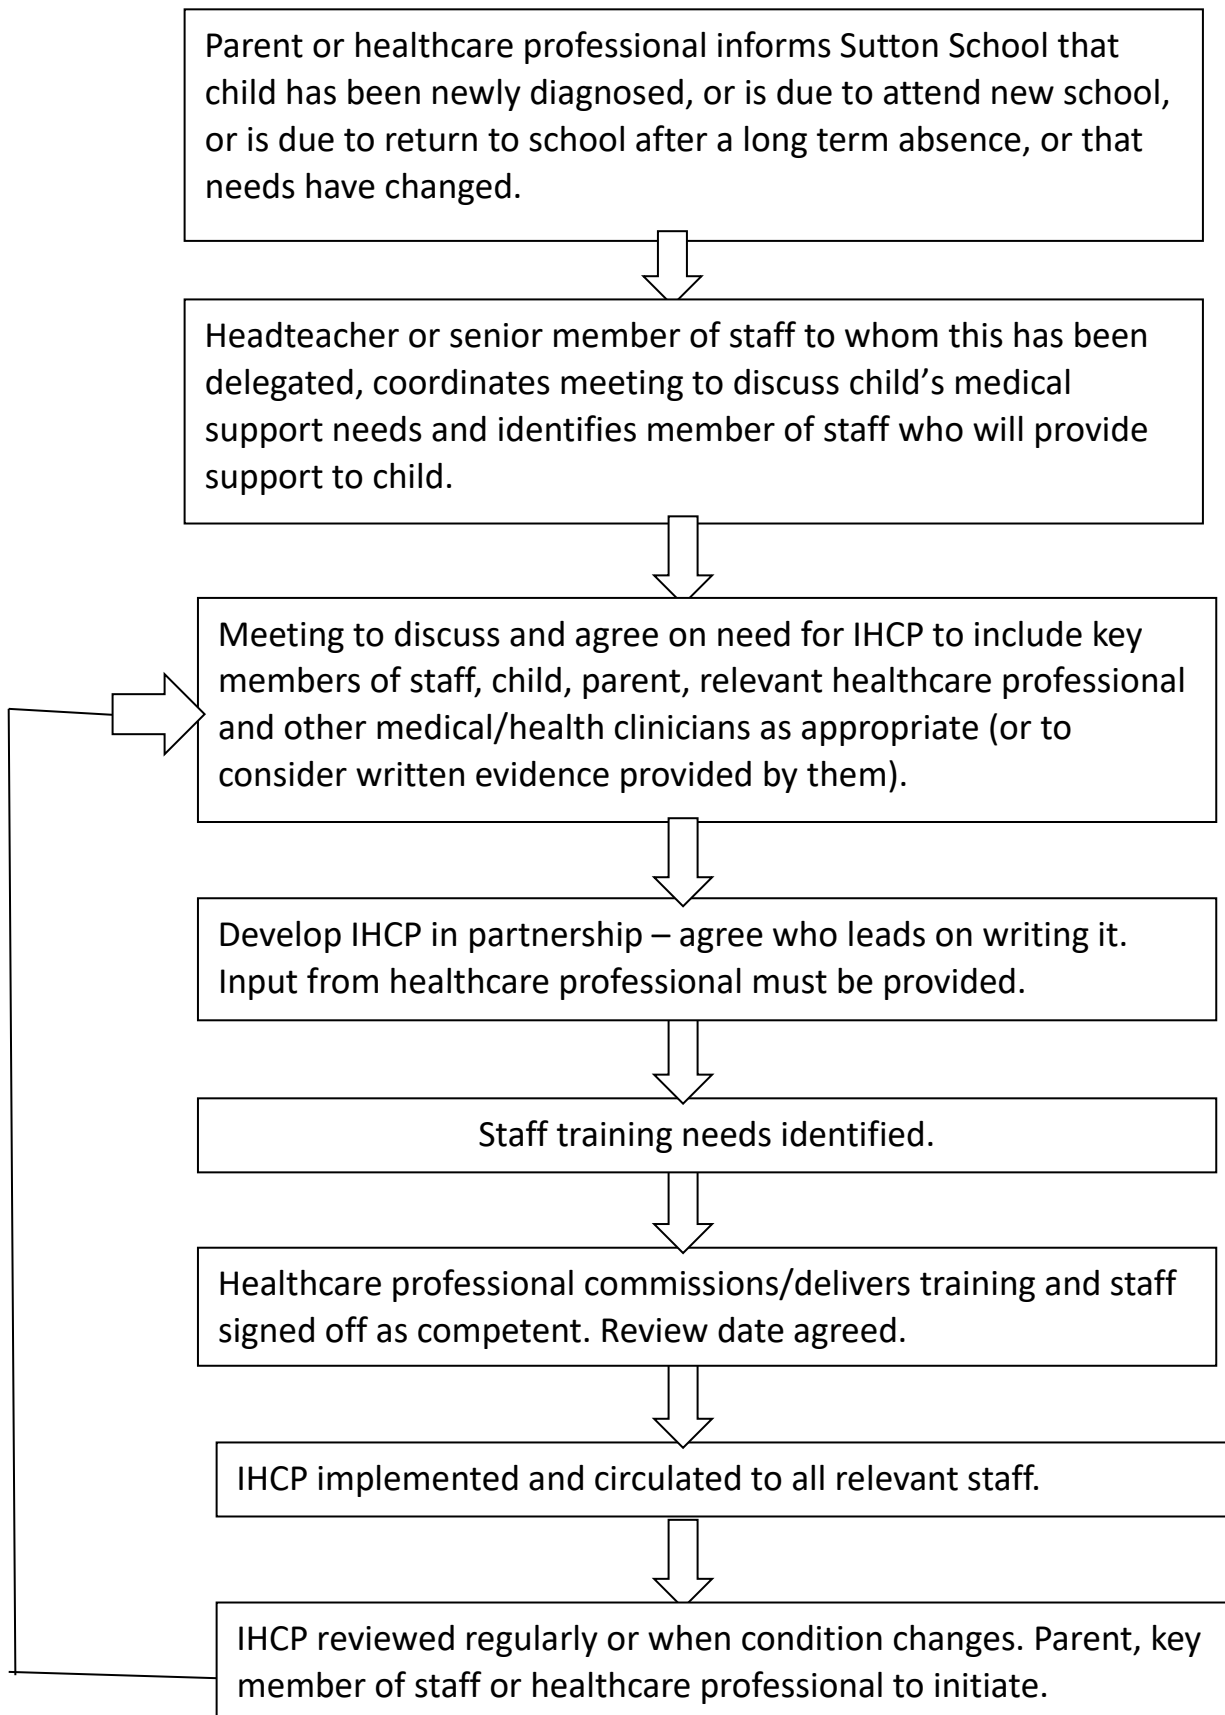 Parent or healthcare professional informs Sutton School that
child has been newly diagnosed, or is due to attend new school,
or is due to return to school after a long term absence, or that
needs have changed.
Headteacher or senior member of staff to whom this has been
delegated, coordinates meeting to discuss child’s medical
support needs and identifies member of staff who will provide
support to child.
Meeting to discuss and agree on need for IHCP to include key
members of staff, child, parent, relevant healthcare professional
and other medical/health clinicians as appropriate (or to
consider written evidence provided by them).
Develop IHCP in partnership – agree who leads on writing it.
Input from healthcare professional must be provided.
Staff training needs identified.
Healthcare professional commissions/delivers training and staff
signed off as competent. Review date agreed.
IHCP implemented and circulated to all relevant staff.
IHCP reviewed regularly or when condition changes. Parent, key
member of staff or healthcare professional to initiate.